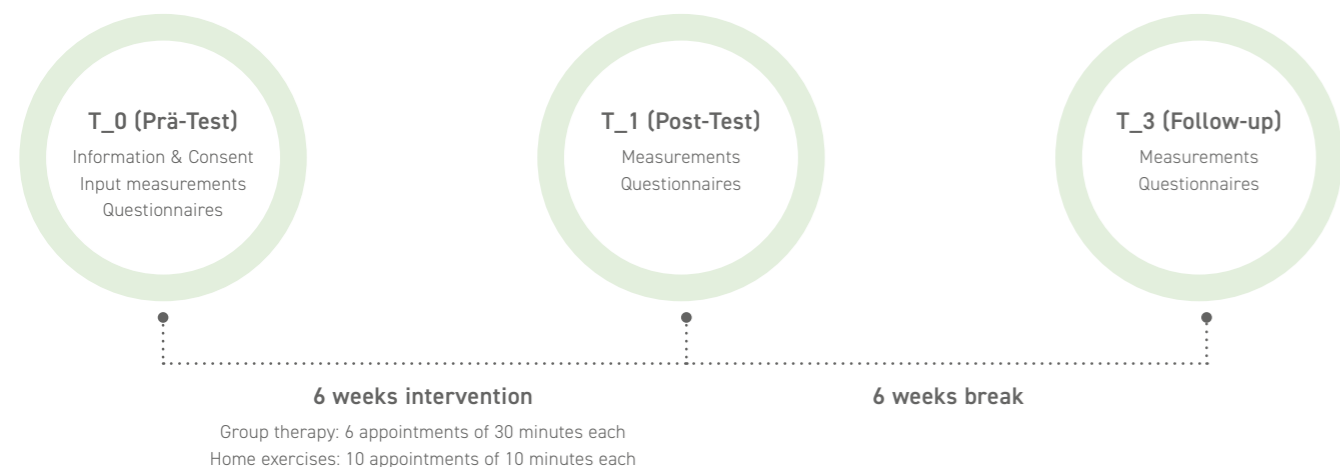 T_0 (Prä-Test)
Information & Consent
Input measurements
Questionnaires
T_1 (Post-Test)
Measurements
Questionnaires
T_3 (Follow-up)
Measurements
Questionnaires
6 weeks intervention
Group therapy: 6 appointments of 30 minutes each
Home exercises: 10 appointments of 10 minutes each
6 weeks break